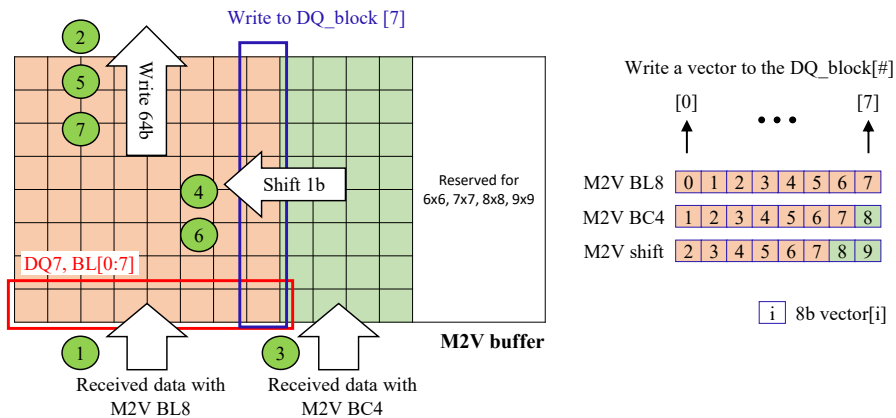 Write to DQ_block [7]
2
5
7
Write 64b
4
Shift 1b
6
Reserved for
6x6, 7x7, 8x8, 9x9
DQ7, BL[0:7]
M2V buffer
1
3
Received data with
M2V BL8
Received data with
M2V BC4
Write a vector to the DQ_block[#]
[0]
[7]
M2V BL8 0 1 2 3 4 5 6 7
M2V BC4 1 2 3 4 5 6 7 8
M2V shift 2 3 4 5 6 7 8 9
i 8b vector[i]